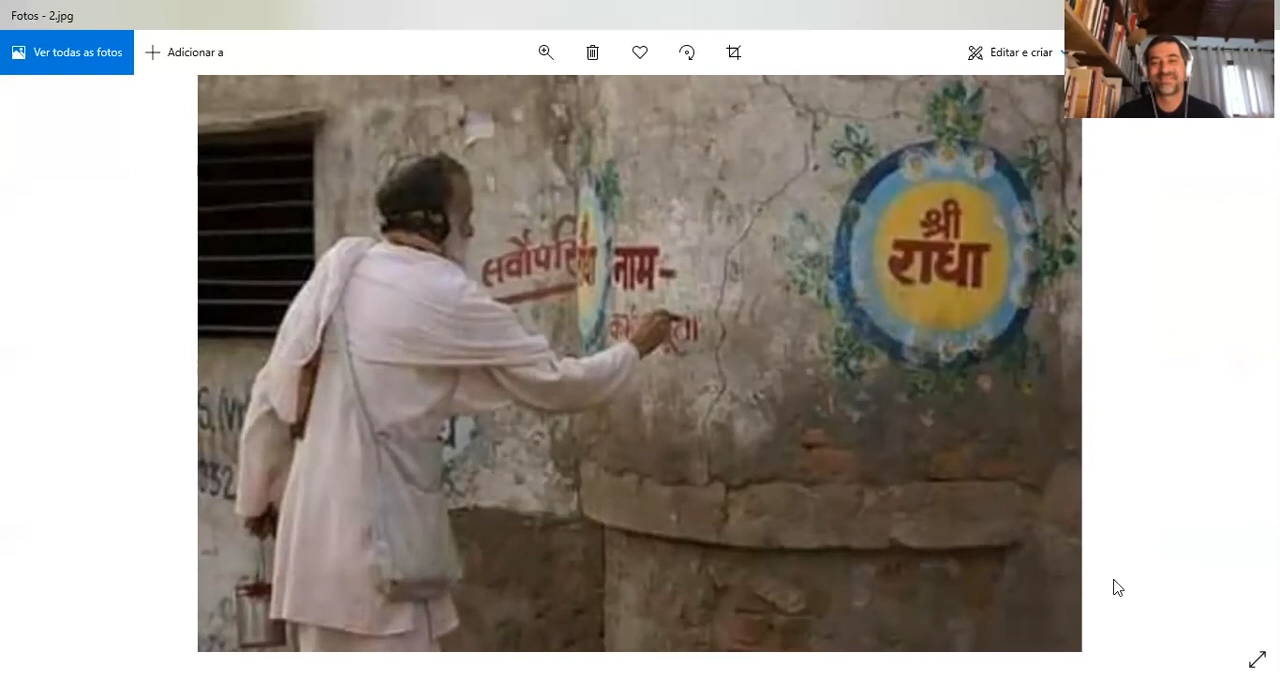 Fotos - 2.jpg
Ver todas as fotos
Adicionar a
Editar e criar
सर्वोपरि राधा नाम-
श्री
राधा